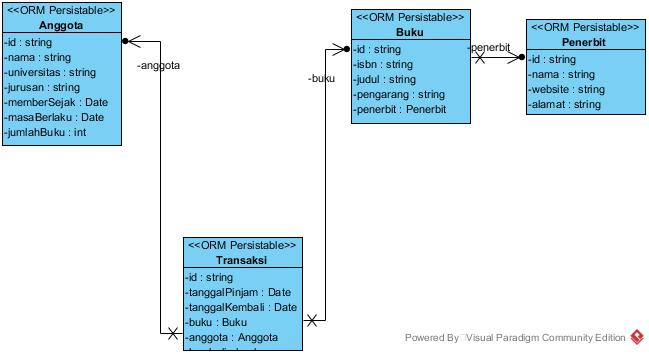 <<ORM Persistable>>
Anggota
-id : string
-nama : string
-universitas : string
-jurusan : string
-memberSejak : Date
-masaBerlaku : Date
-jumlahBuku : int
-anggota
<<ORM Persistable>>
Buku
-id : string
-isbn : string
-judul : string
-pengarang : string
-penerbit : Penerbit
-buku
-penerbit
<<ORM Persistable>>
Penerbit
-id : string
-nama : string
-website : string
-alamat : string
<<ORM Persistable>>
Transaksi
-id : string
-tanggalPinjam : Date
-tanggalKembali : Date
-buku : Buku
-anggota : Anggota
Powered By Visual Paradigm Community Edition